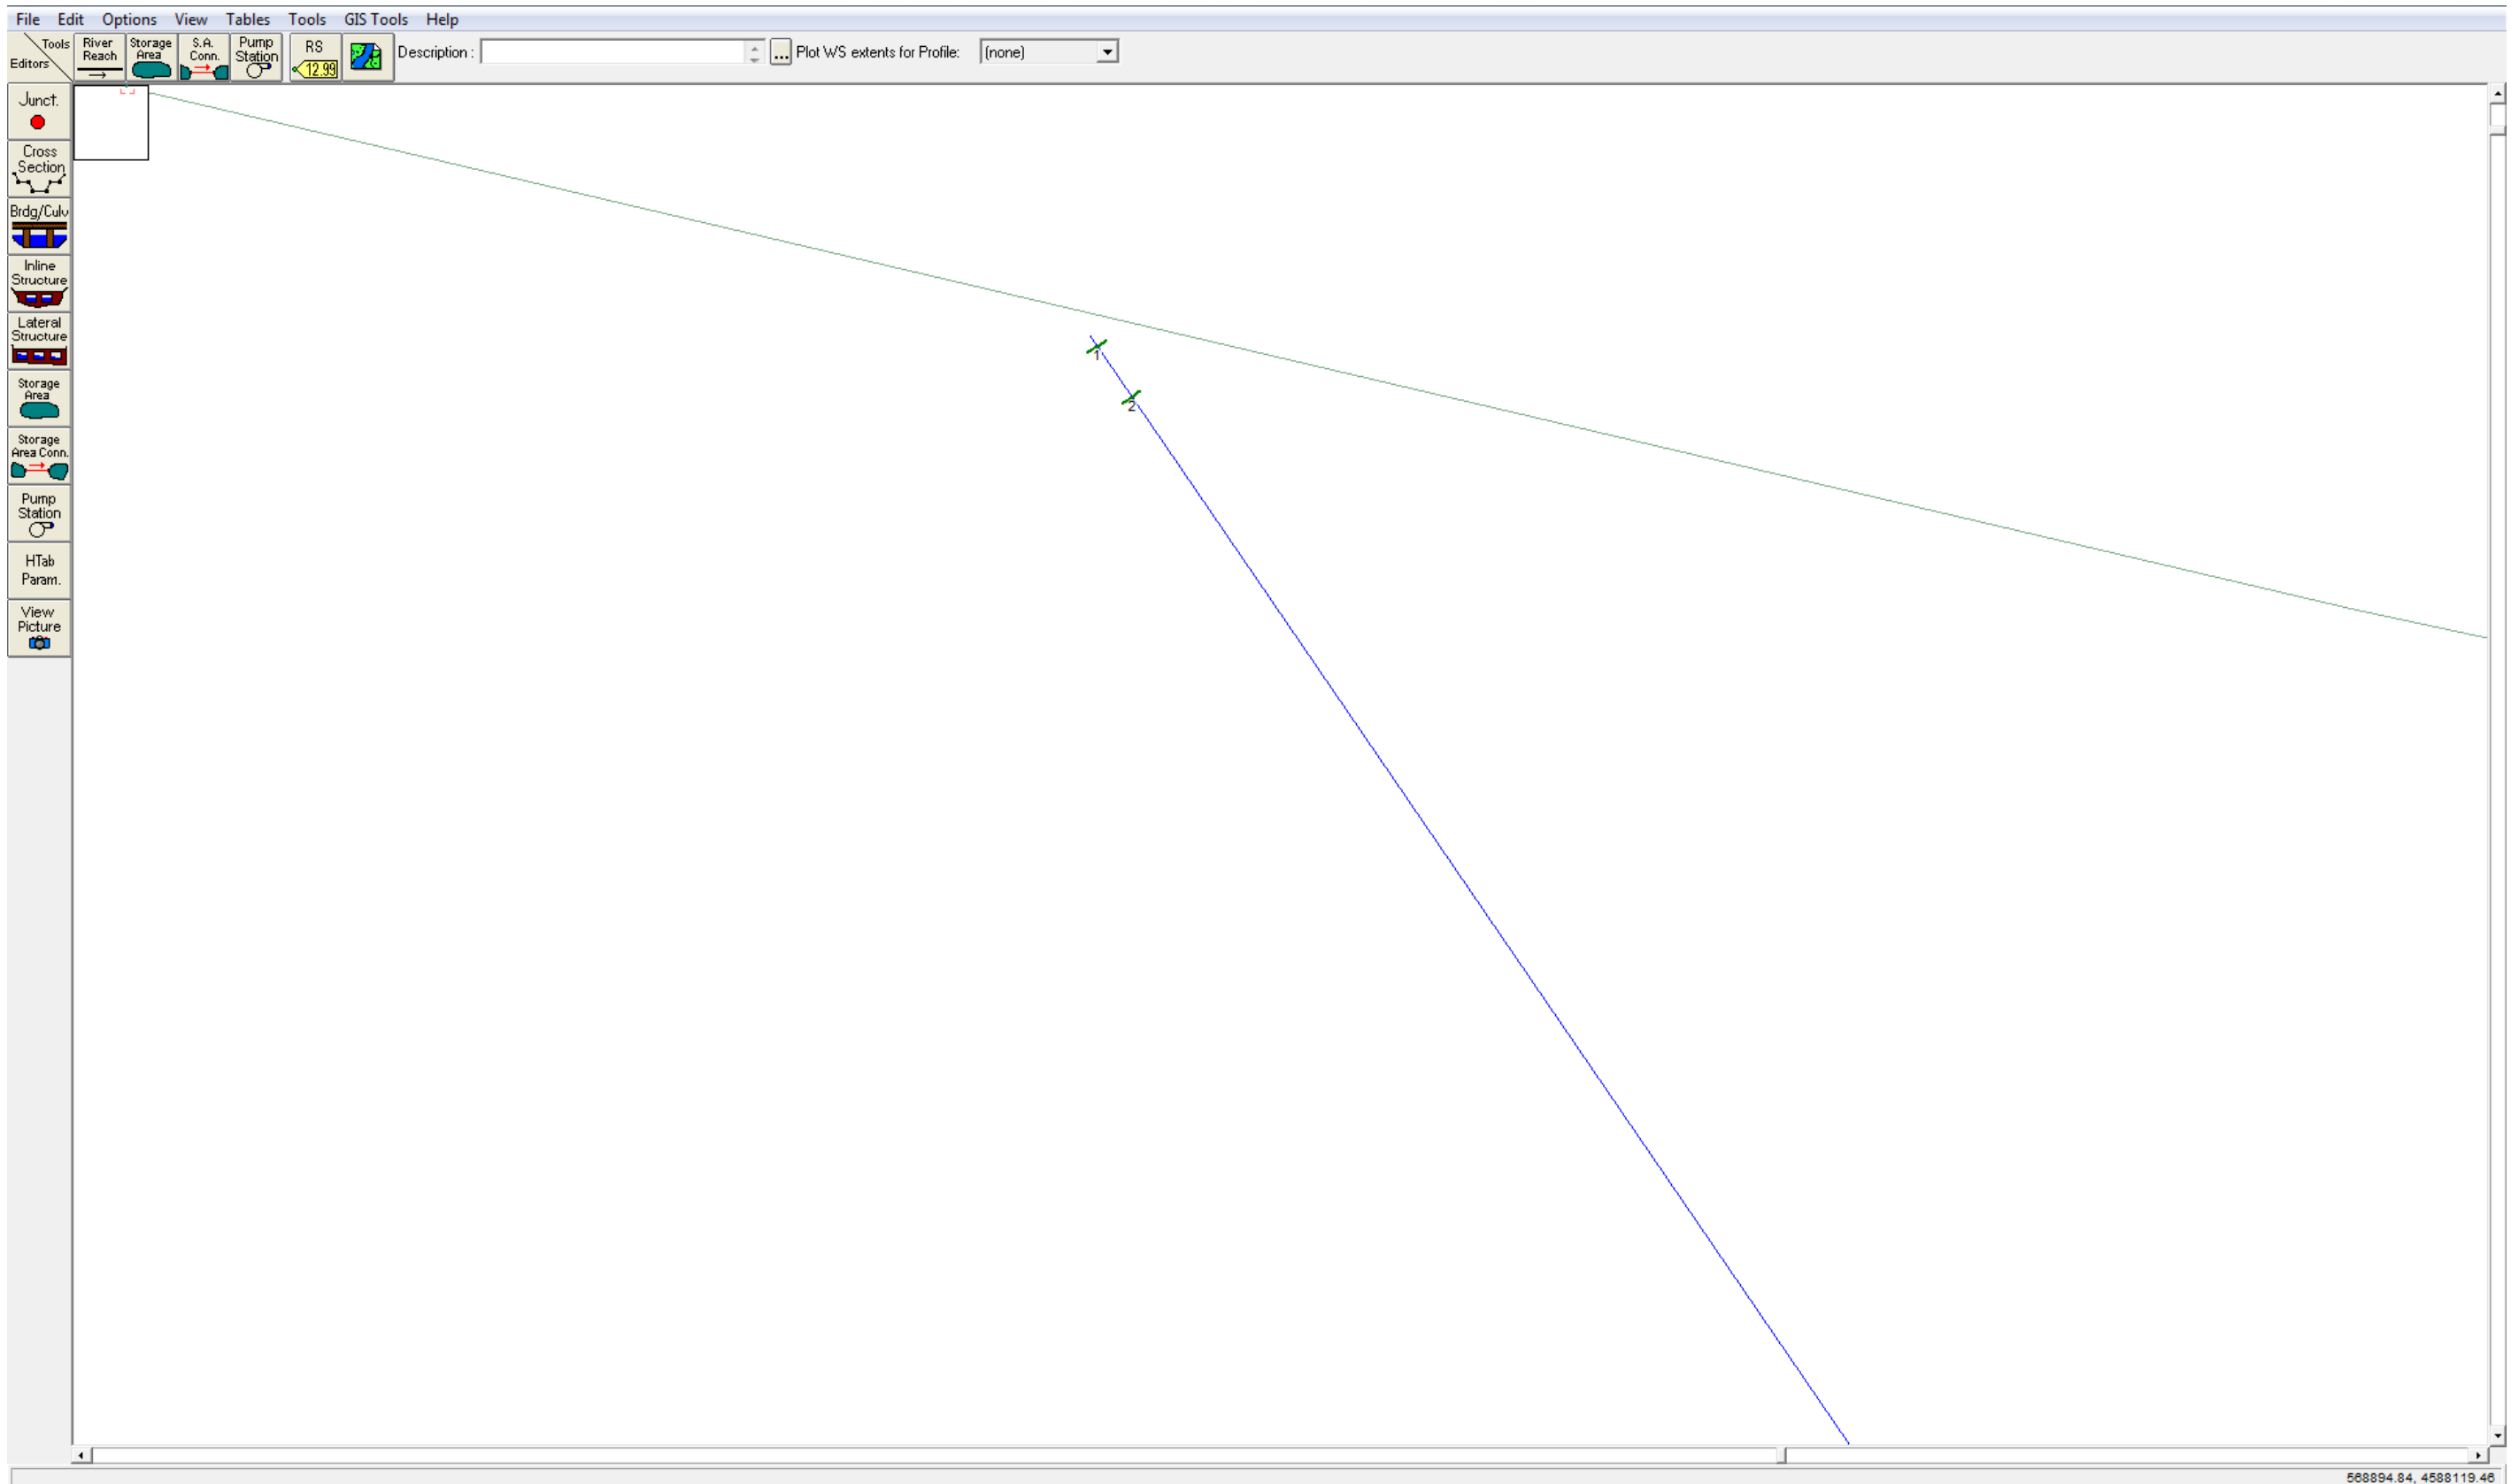 File Edit Options View Tables Tools GIS Tools Help
Tools
Editors
River
Reach
Storage
Area
S.A.
Conn.
Pump
Station
RS
12.99
Description :
...
Plot WS extents for Profile:
(none)
Junct.
Cross
Section
Brdg/Culv
Inline
Structure
Lateral
Structure
Storage
Area
Storage
Area Conn.
Pump
Station
HTab
Param.
View
Picture
1
2
568894.84, 4588119.46